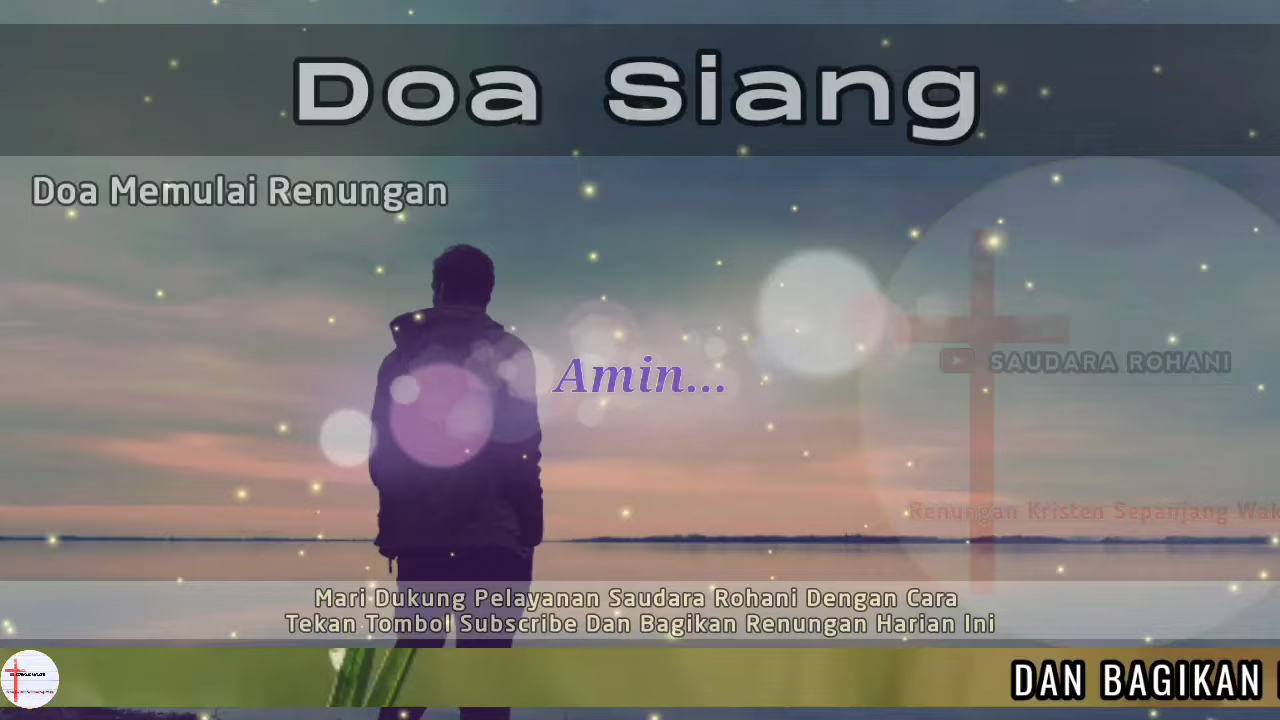 Doa Siang
Doa Memulai Renungan
Amin...
SAUDARA ROHANI
Renungan Kristen Sepanjang
Mari Dukung Pelayanan Saudara Rohani Dengan Cara
Tekan Tombol Subscribe Dan Bagikan Renungan Harian Ini
DAN BAGIKAN